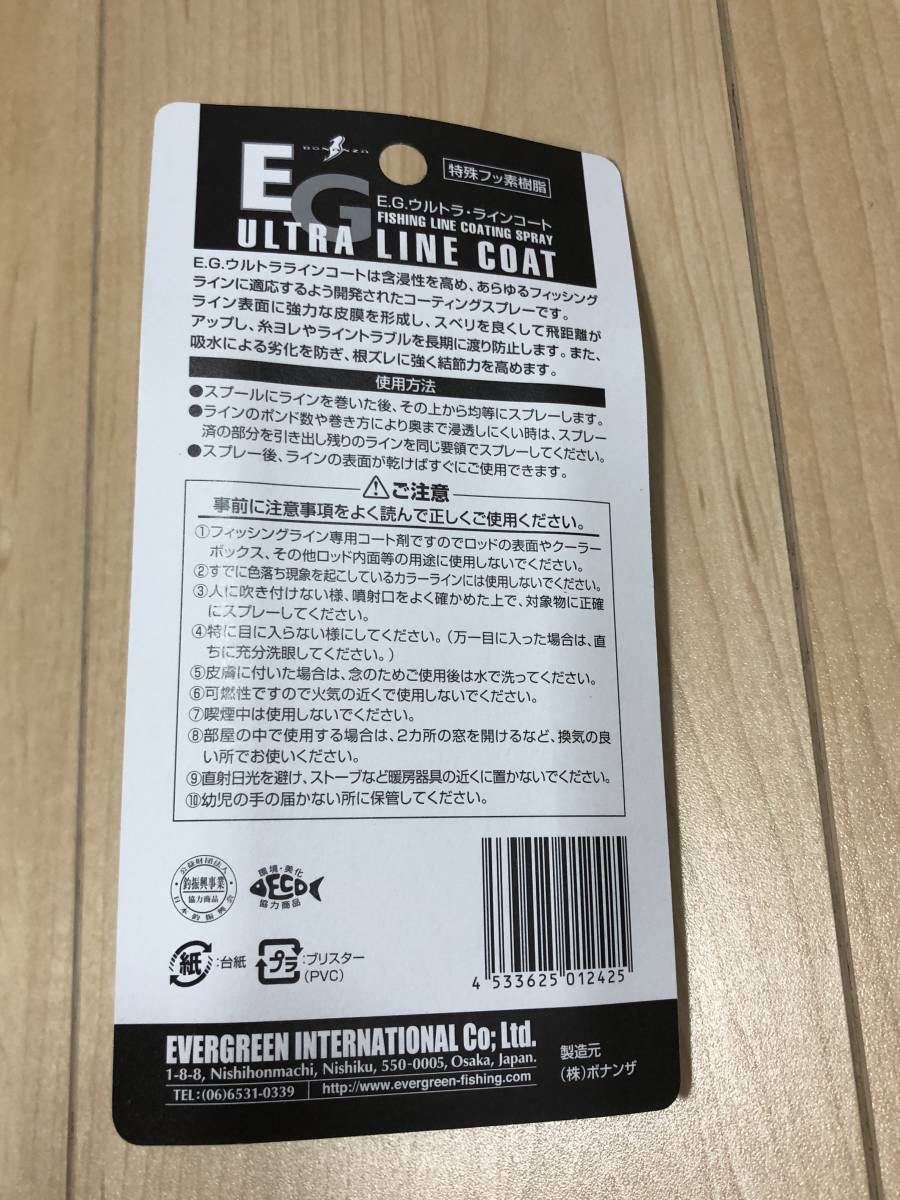 BONANZA
特殊フッ素樹脂
EG
E.G.ウルトラ・ラインコート
FISHING LINE COATING SPRAY
ULTRA LINE COAT
E.G.ウルトララインコートは含浸性を高め、あらゆるフィッシング
ラインに適応するよう開発されたコーティングスプレーです。
ライン表面に強力な皮膜を形成し、スベリを良くして飛距離が
アップし、糸ヨレやライントラブルを長期に渡り防止します。また、
吸水による劣化を防ぎ、根ズレに強く結節力を高めます。
使用方法
●スプールにラインを巻いた後、その上から均等にスプレーします。
●ラインのポンド数や巻き方により奥まで浸透しにくい時は、スプレー
済の部分を引き出し残りのラインを同じ要領でスプレーしてください。
●スプレー後、ラインの表面が乾けばすぐにご使用できます。
⚠ご注意
事前に注意事項をよく読んで正しくご使用ください。
①フィッシングライン専用コート剤ですのでロッドの表面やクーラー
ボックス、その他ロッド内面等の用途に使用しないでください。
②すでに色落ち現象を起こしているカラーラインには使用しないでください。
③人に吹き付けない様、噴射口をよく確かめた上で、対象物に正確
にスプレーしてください。
④特に目に入らない様にしてください。(万一目に入った場合は、直
ちに充分洗眼してください。)
⑤皮膚に付いた場合は、念のためご使用後は水で洗ってください。
⑥可燃性ですので火気の近くで使用しないでください。
⑦喫煙中は使用しないでください。
⑧部屋の中で使用する場合は、2カ所の窓を開けるなど、換気の良
い所でお使いください。
⑨直射日光を避け、ストーブなど暖房器具の近くに置かないでください。
⑩幼児の手の届かない所に保管してください。
公益財団法人
釣振興事業
協力商品
日本釣振興会
環境・美化
ECO
協力商品
紙:台紙
プラ:ブリスター
(PVC)
4 533625 012425
EVERGREEN INTERNATIONAL Co; Ltd.
1-8-8, Nishihonmachi, Nishiku, 550-0005, Osaka, Japan.
TEL:(06)6531-0339 http://www.evergreen-fishing.com
製造元
(株)ボナンザ